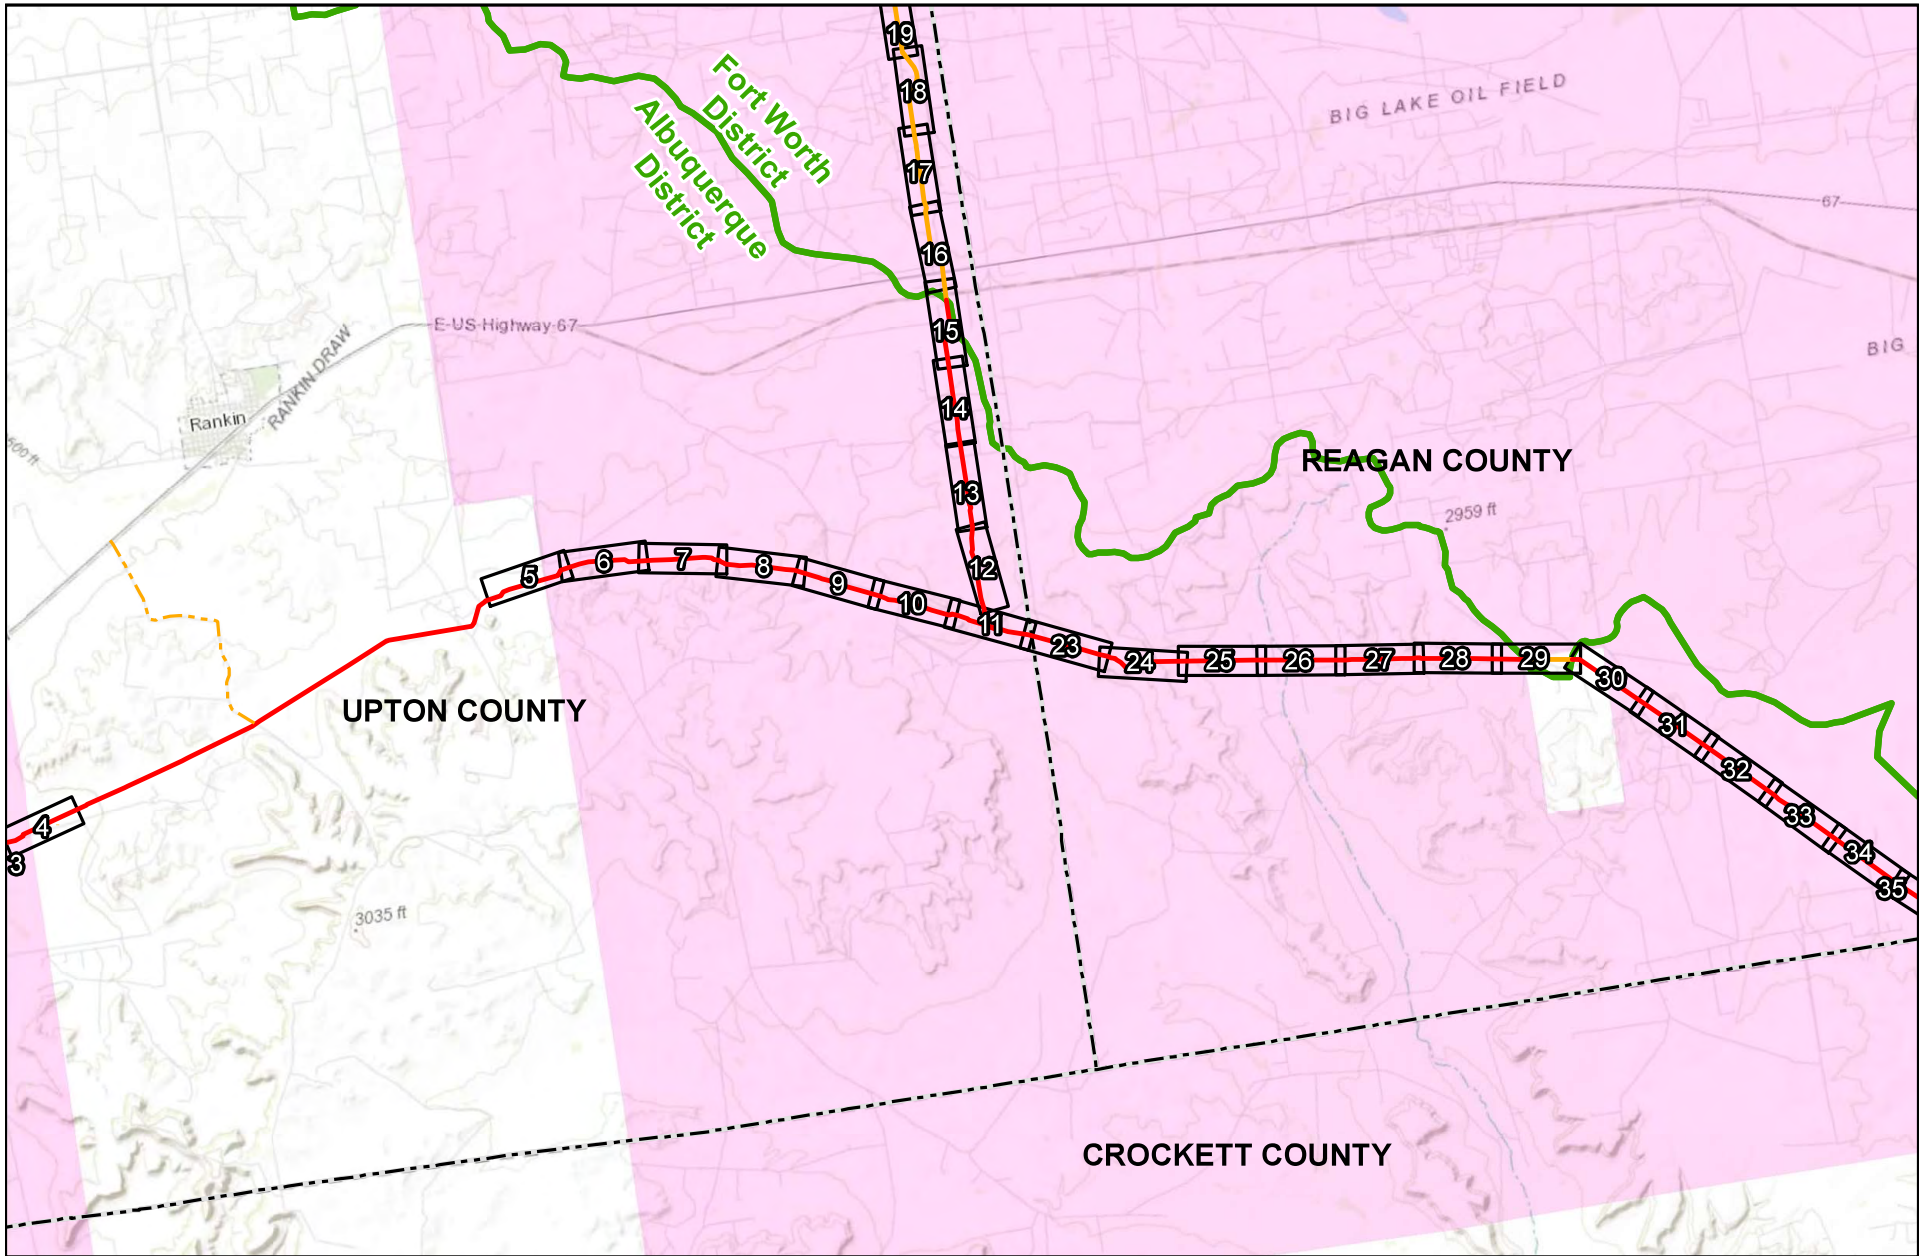 19
Fort Worth
District
Albuquerque
District
18
BIG LAKE OIL FIELD
17
67
16
E-US-Highway-67
15
BIG
RANKIN DRAW
Rankin
14
REAGAN COUNTY
13
2959 ft
5
6
7
8
9
10
12
11
23
24
25
26
27
28
29
30
31
32
33
34
35
UPTON COUNTY
4
3
3035 ft
CROCKETT COUNTY